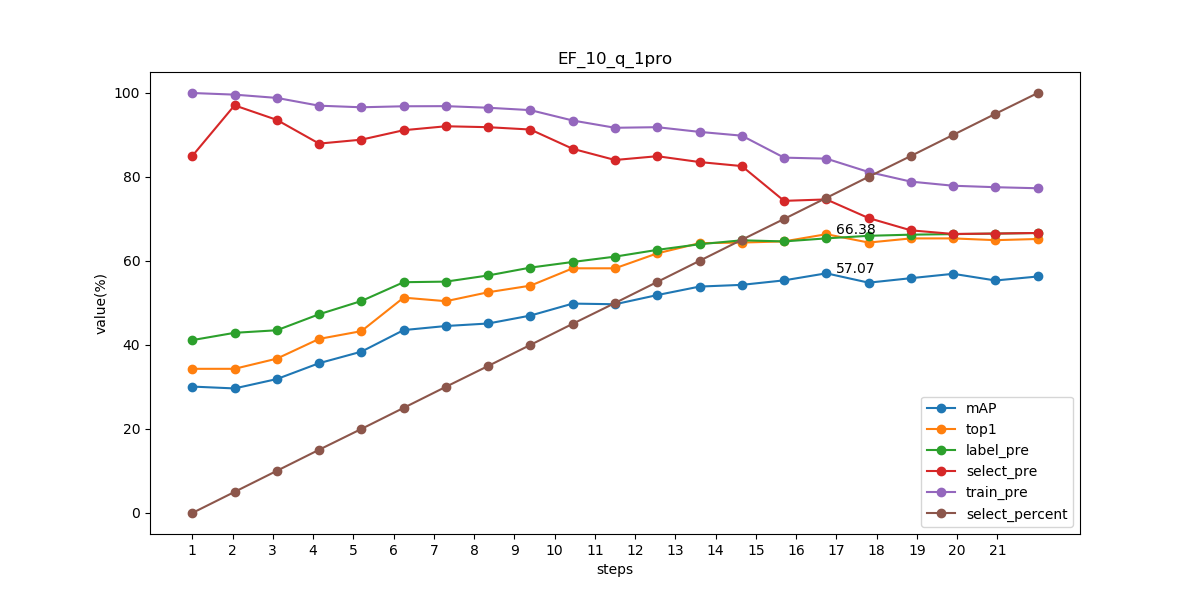 EF_10_q_1pro
value(%)
100
80
60
40
20
0
66.38
57.07
mAP
top1
label_pre
select_pre
train_pre
select_percent
1 2 3 4 5 6 7 8 9 10 11 12 13 14 15 16 17 18 19 20 21
steps